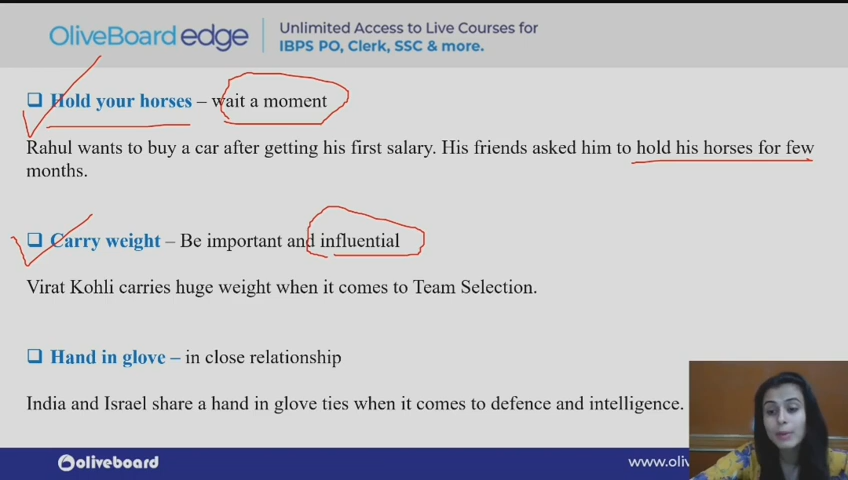 OliveBoard edge
Unlimited Access to Live Courses for
IBPS PO, Clerk, SSC & more.
Hold your horses – wait a moment
Rahul wants to buy a car after getting his first salary. His friends asked him to hold his horses for few
months.
Carry weight – Be important and influential
Virat Kohli carries huge weight when it comes to Team Selection.
Hand in glove – in close relationship
India and Israel share a hand in glove ties when it comes to defence and intelligence.
oliveboard